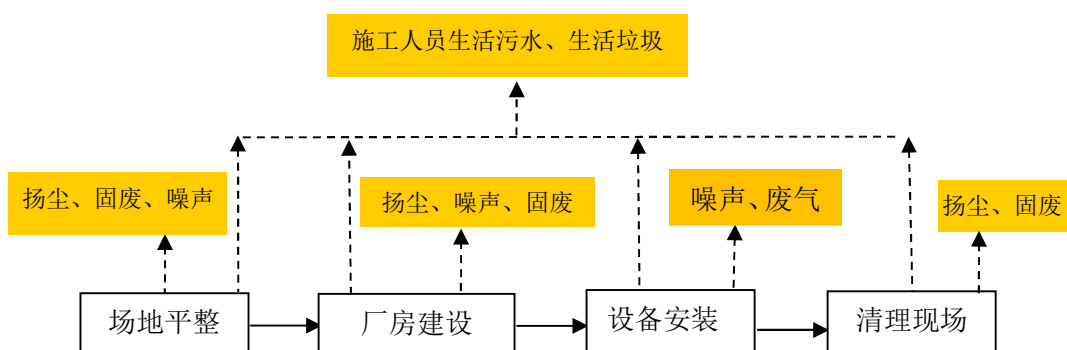 施工人员生活污水、生活垃圾
扬尘、固废、噪声
扬尘、噪声、固废
噪声、废气
扬尘、固废
场地平整
厂房建设
设备安装
清理现场